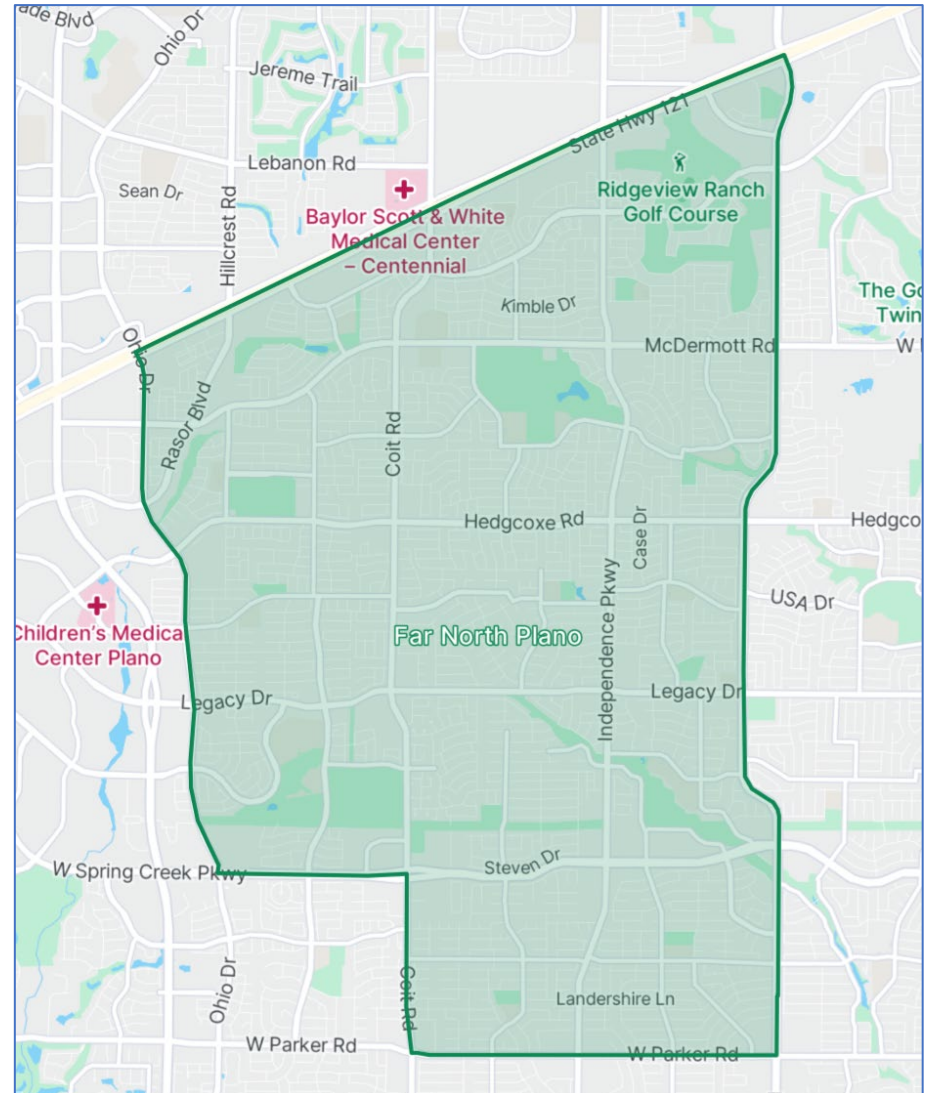 ade Blvd
Ohio Dr
Jereme Trail
State Hwy 121
Lebanon Rd
Sean Dr
Hillcrest Rd
Baylor Scott & White
Medical Center
– Centennial
Ridgeview Ranch
Golf Course
Kimble Dr
The Go
Twin
Ohio Dr
McDermott Rd
W
Rasor Blvd
Coit Rd
Hedgcoxe Rd
Case Dr
Hedgco
Independence Pkwy
USA Dr
Children's Medica
Center Plano
Far North Plano
Legacy Dr
Legacy Dr
W Spring Creek Pkwy
Steven Dr
Ohio Dr
Coit Rd
Landershire Ln
W Parker Rd
W Parker Rd